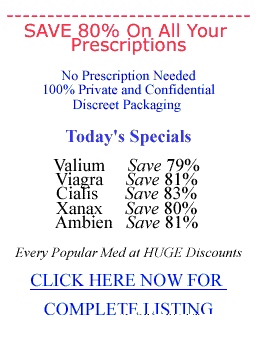 SAVE 80% On All Your
Prescriptions
No Prescription Needed
100% Private and Confidential
Discreet Packaging
Today's Specials
Valium Save 79%
Viagra Save 81%
Cialis Save 83%
Xanax Save 80%
Ambien Save 81%
Every Popular Med at HUGE Discounts
CLICK HERE NOW FOR
COMPLETE LISTING